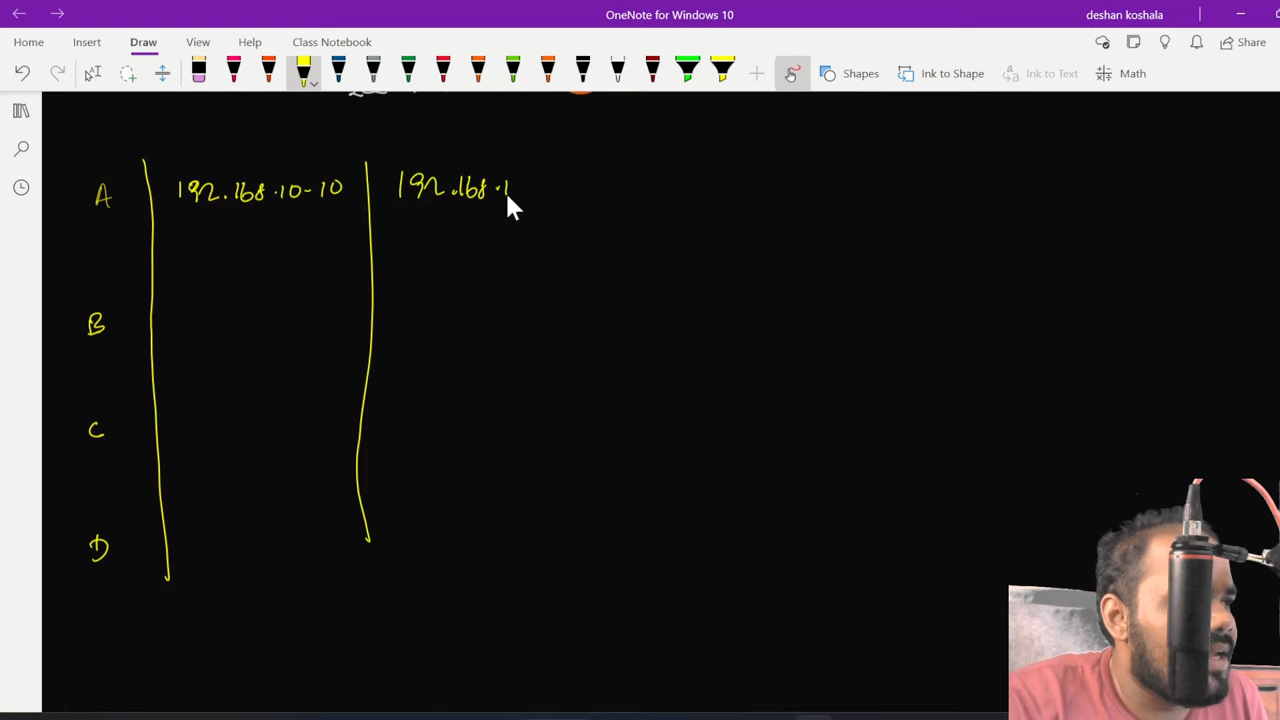 OneNote for Windows 10
deshan koshala
Home Insert Draw View Help Class Notebook
Share
Shapes Ink to Shape Ink to Text Math
A 192.168.10-10 192.168.1
B
C
D